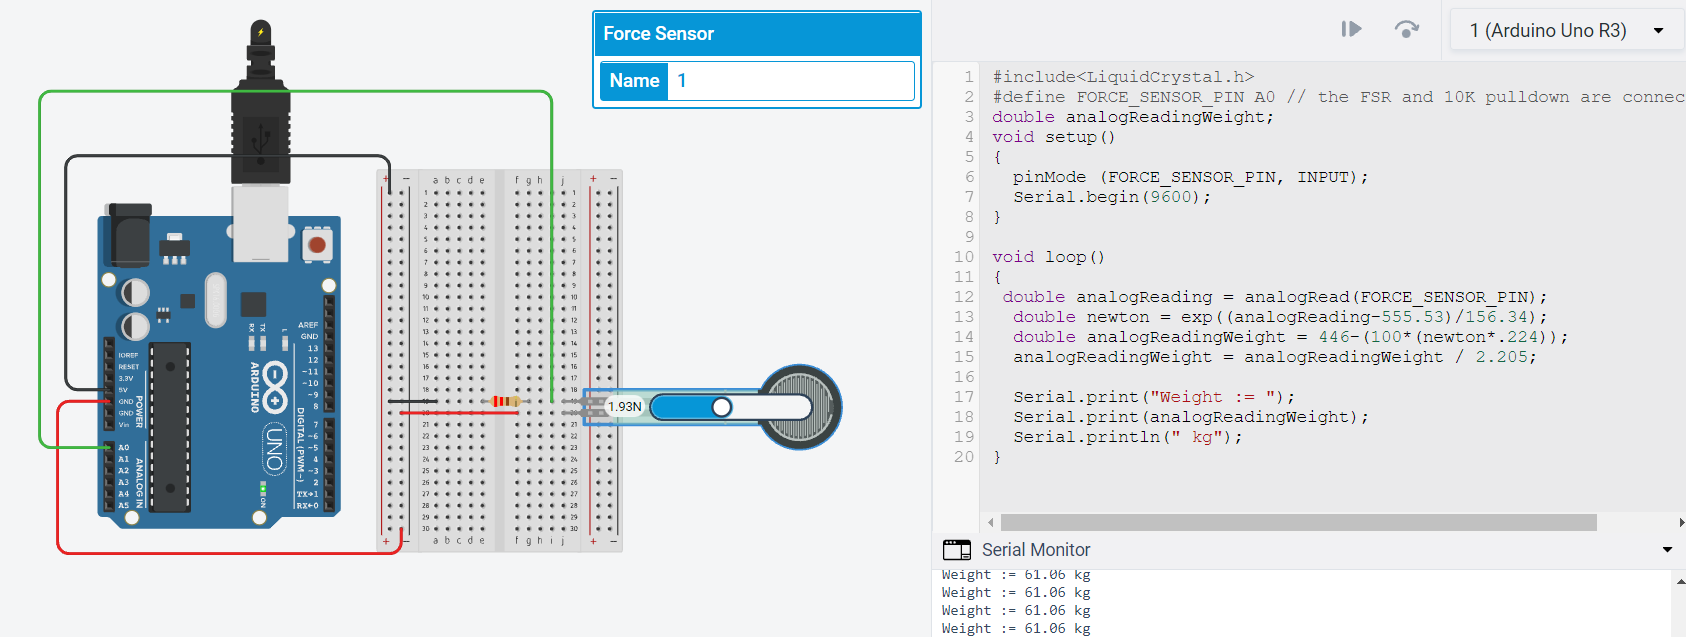 Force Sensor
Name 1
1 (Arduino Uno R3)
1 #include<LiquidCrystal.h>
2 #define FORCE_SENSOR_PIN A0 // the FSR and 10K pulldown are connec
3 double analogReadingWeight;
4 void setup()
5 {
6 pinMode (FORCE_SENSOR_PIN, INPUT);
7 Serial.begin(9600);
8 }
9
10 void loop()
11 {
12 double analogReading = analogRead(FORCE_SENSOR_PIN);
13 double newton = exp((analogReading-555.53)/156.34);
14 double analogReadingWeight = 446-(100*(newton*.224));
15 analogReadingWeight = analogReadingWeight / 2.205;
16
17 Serial.print("Weight := ");
18 Serial.print(analogReadingWeight);
19 Serial.println(" kg");
20 }
Serial Monitor
Weight := 61.06 kg
Weight := 61.06 kg
Weight := 61.06 kg
Weight := 61.06 kg
1.93N
AREF
GND
13
12
~11
~10
~9
8
7
~6
~5
4
~3
2
TX→1
RX←0
DIGITAL (PWM~)
IOREF
RESET
3.3V
5V
GND
GND
Vin
POWER
A0
A1
A2
A3
A4
A5
ANALOG IN
ARDUINO
UNO
RX
TX
L
ON
+ − a b c d e f g h j + −
+ − a b c d e f g h i j + −